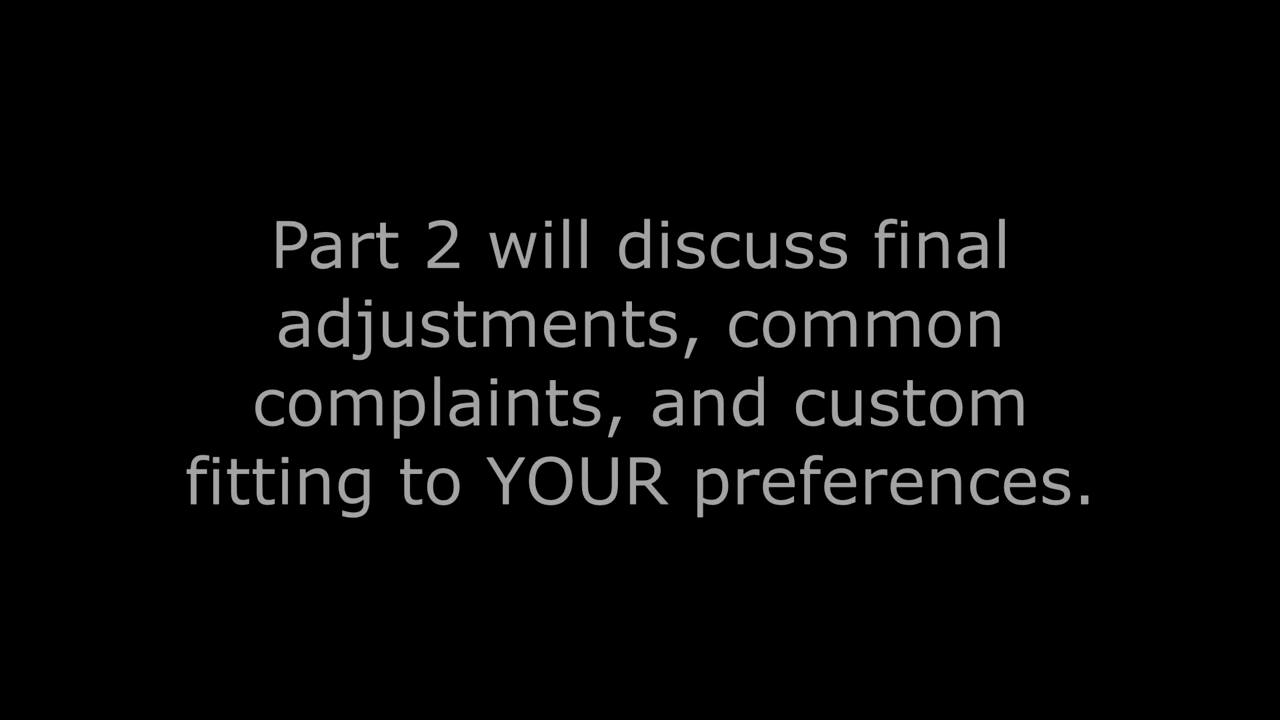 Part 2 will discuss final
adjustments, common
complaints, and custom
fitting to YOUR preferences.